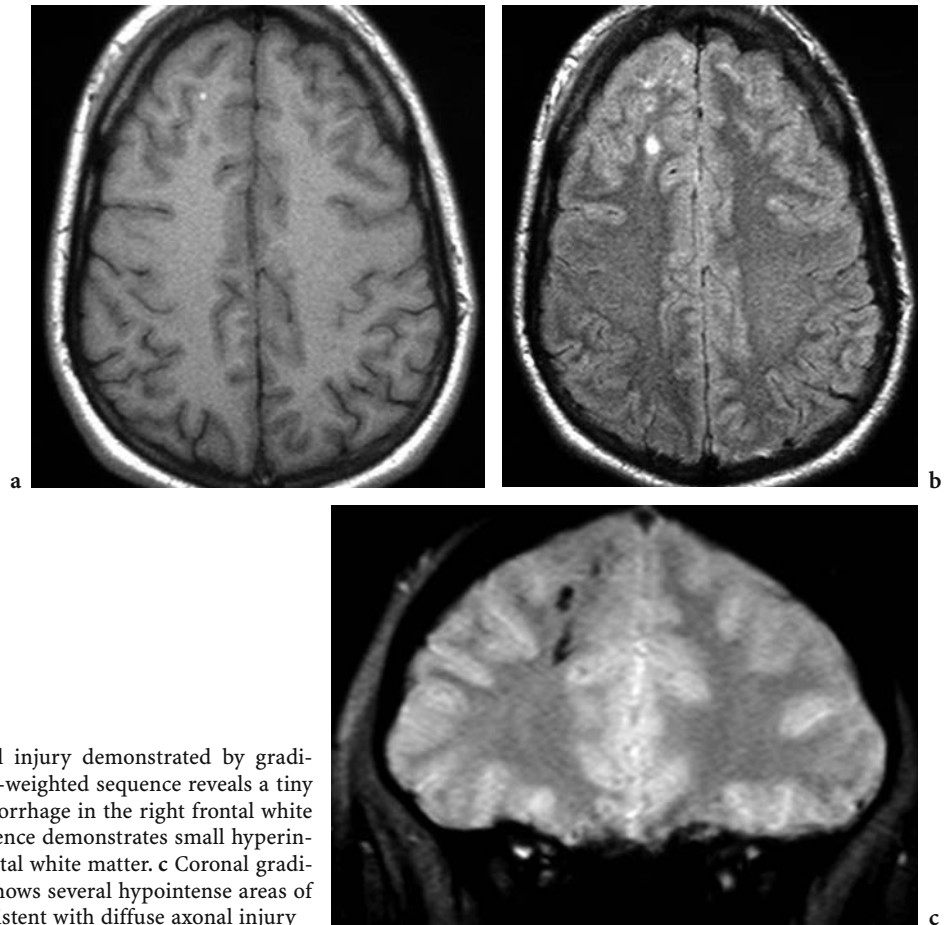 a
b
l injury demonstrated by gradi-
-weighted sequence reveals a tiny
orrhage in the right frontal white
ence demonstrates small hyperin-
tal white matter. c Coronal gradi-
hows several hypointense areas of
istent with diffuse axonal injury
c